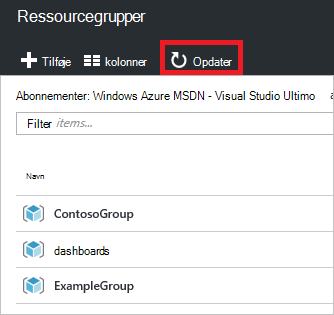 Ressourcegrupper
Tilføje kolonner Opdater
Abonnementer: Windows Azure MSDN - Visual Studio Ultimo
Filter items...
Navn
ContosoGroup
dashboards
ExampleGroup